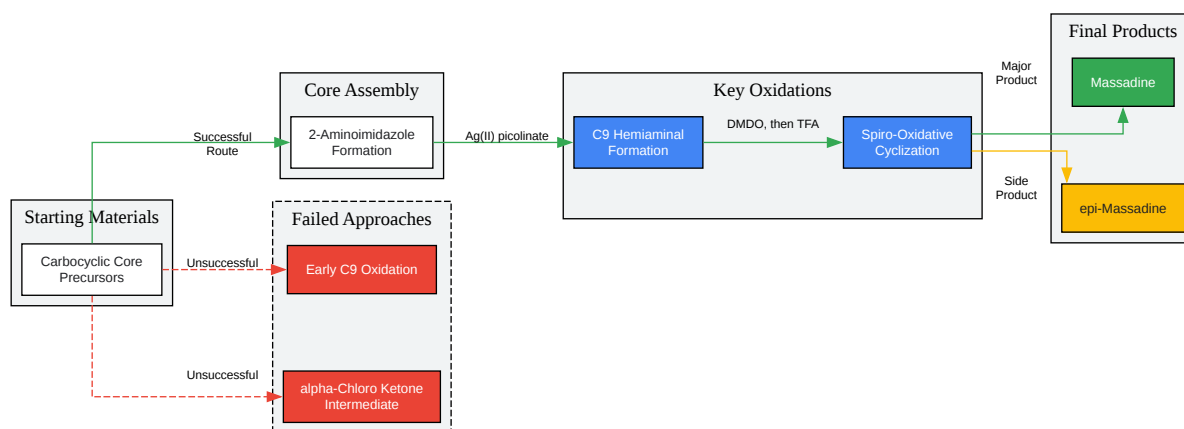 Final Products
Major
Product
Massadine
Core Assembly
Key Oxidations
Successful
Route
2-Aminoimidazole
Formation
Ag(II) picolinate
C9 Hemiaminal
Formation
DMDO, then TFA
Spiro-Oxidative
Cyclization
Side
Product
epi-Massadine
Starting Materials
Carbocyclic Core
Precursors
Failed Approaches
Unsuccessful
Early C9 Oxidation
Unsuccessful
alpha-Chloro Ketone
Intermediate